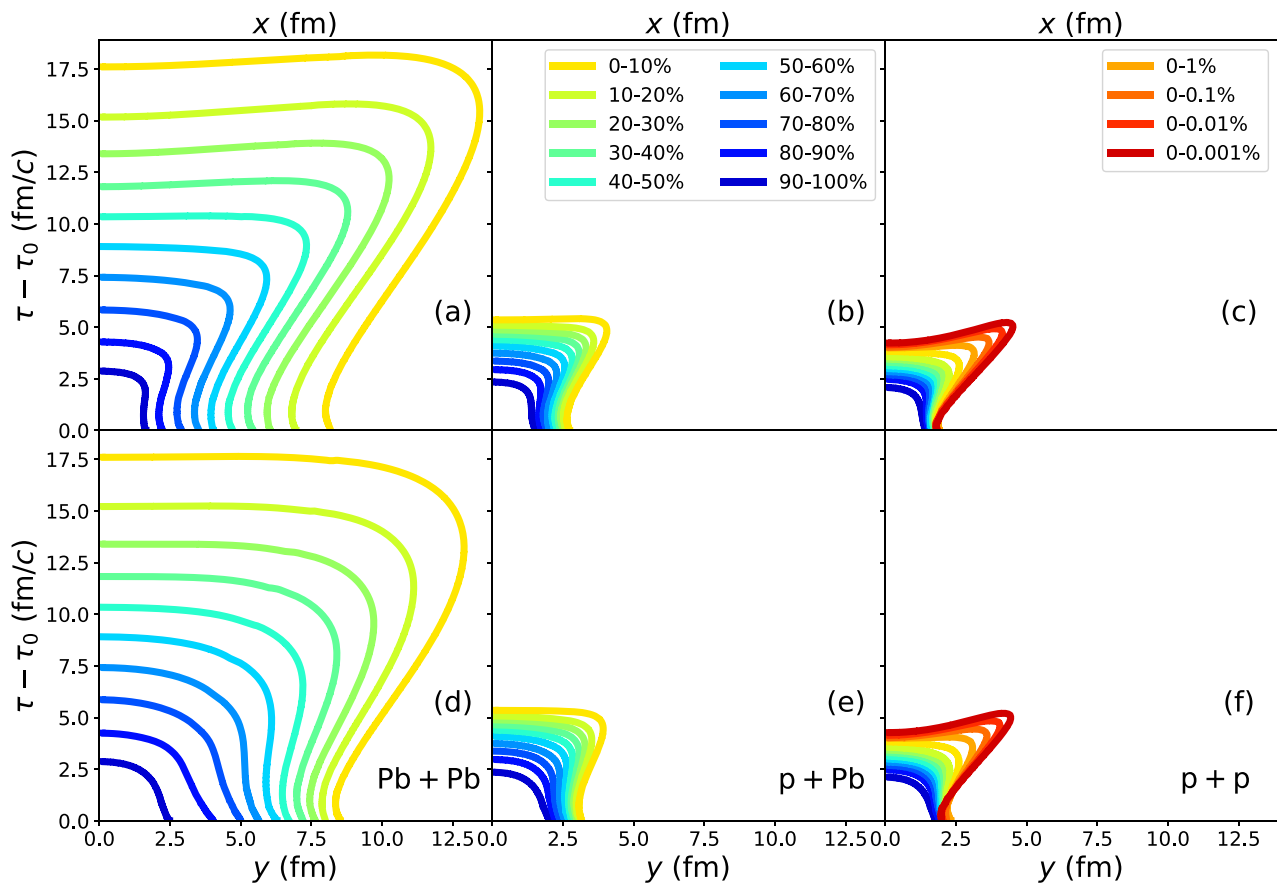 x (fm) x (fm) x (fm)
17.5
15.0
12.5
10.0
7.5
5.0
2.5
0.0
τ − τ₀ (fm/c)
(a)
0-10% 50-60%
10-20% 60-70%
20-30% 70-80%
30-40% 80-90%
40-50% 90-100%
(b)
0-1%
0-0.1%
0-0.01%
0-0.001%
(c)
17.5
15.0
12.5
10.0
7.5
5.0
2.5
0.0
τ − τ₀ (fm/c)
(d) (e) (f)
Pb + Pb p + Pb p + p
0.0 2.5 5.0 7.5 10.0 12.5 0.0 2.5 5.0 7.5 10.0 12.5 0.0 2.5 5.0 7.5 10.0 12.5
y (fm) y (fm) y (fm)